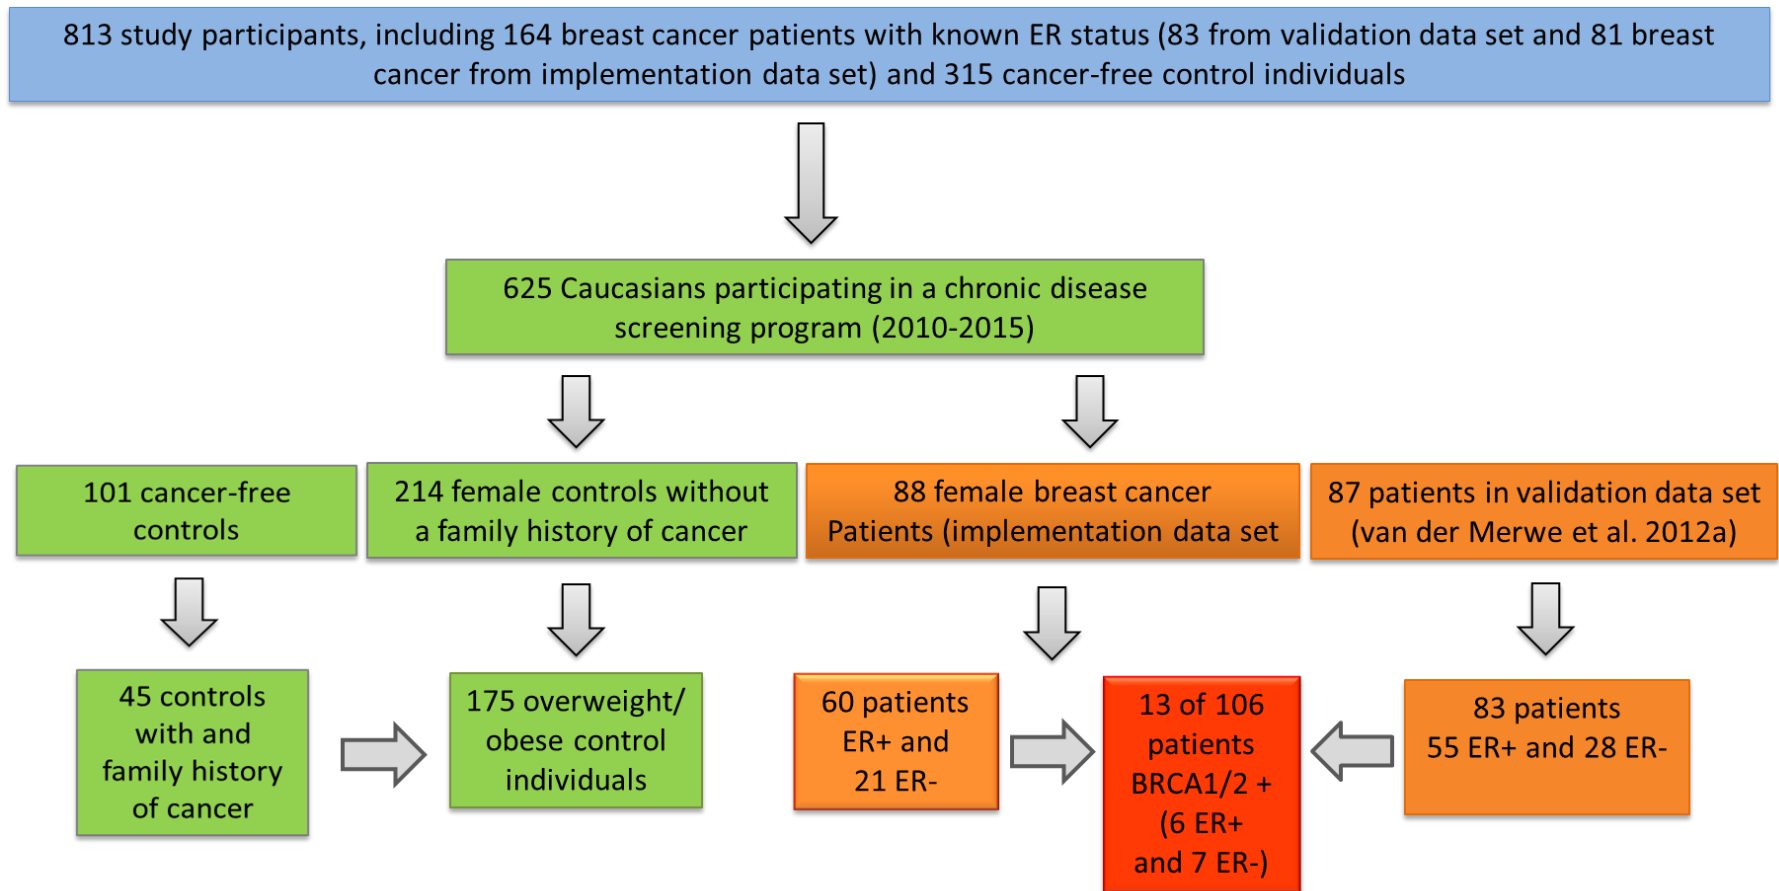 813 study participants, including 164 breast cancer patients with known ER status (83 from validation data set and 81 breast
cancer from implementation data set) and 315 cancer-free control individuals
625 Caucasians participating in a chronic disease
screening program (2010-2015)
101 cancer-free
controls
214 female controls without
a family history of cancer
88 female breast cancer
Patients (implementation data set
87 patients in validation data set
(van der Merwe et al. 2012a)
45 controls
with and
family history
of cancer
175 overweight/
obese control
individuals
60 patients
ER+ and
21 ER-
13 of 106
patients
BRCA1/2 +
(6 ER+
and 7 ER-)
83 patients
55 ER+ and 28 ER-